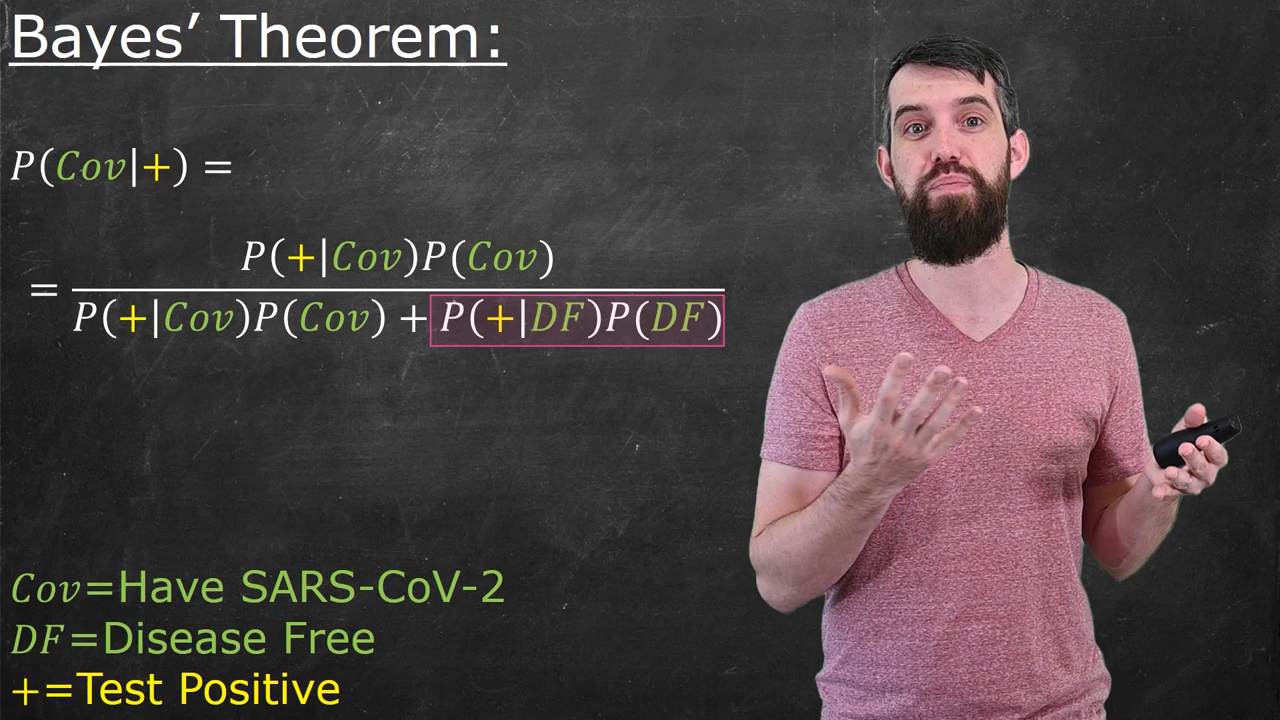 Bayes’ Theorem:
P(Cov|+) =
P(+|Cov)P(Cov)
=
P(+|Cov)P(Cov) + P(+|DF)P(DF)
Cov=Have SARS-CoV-2
DF=Disease Free
+=Test Positive